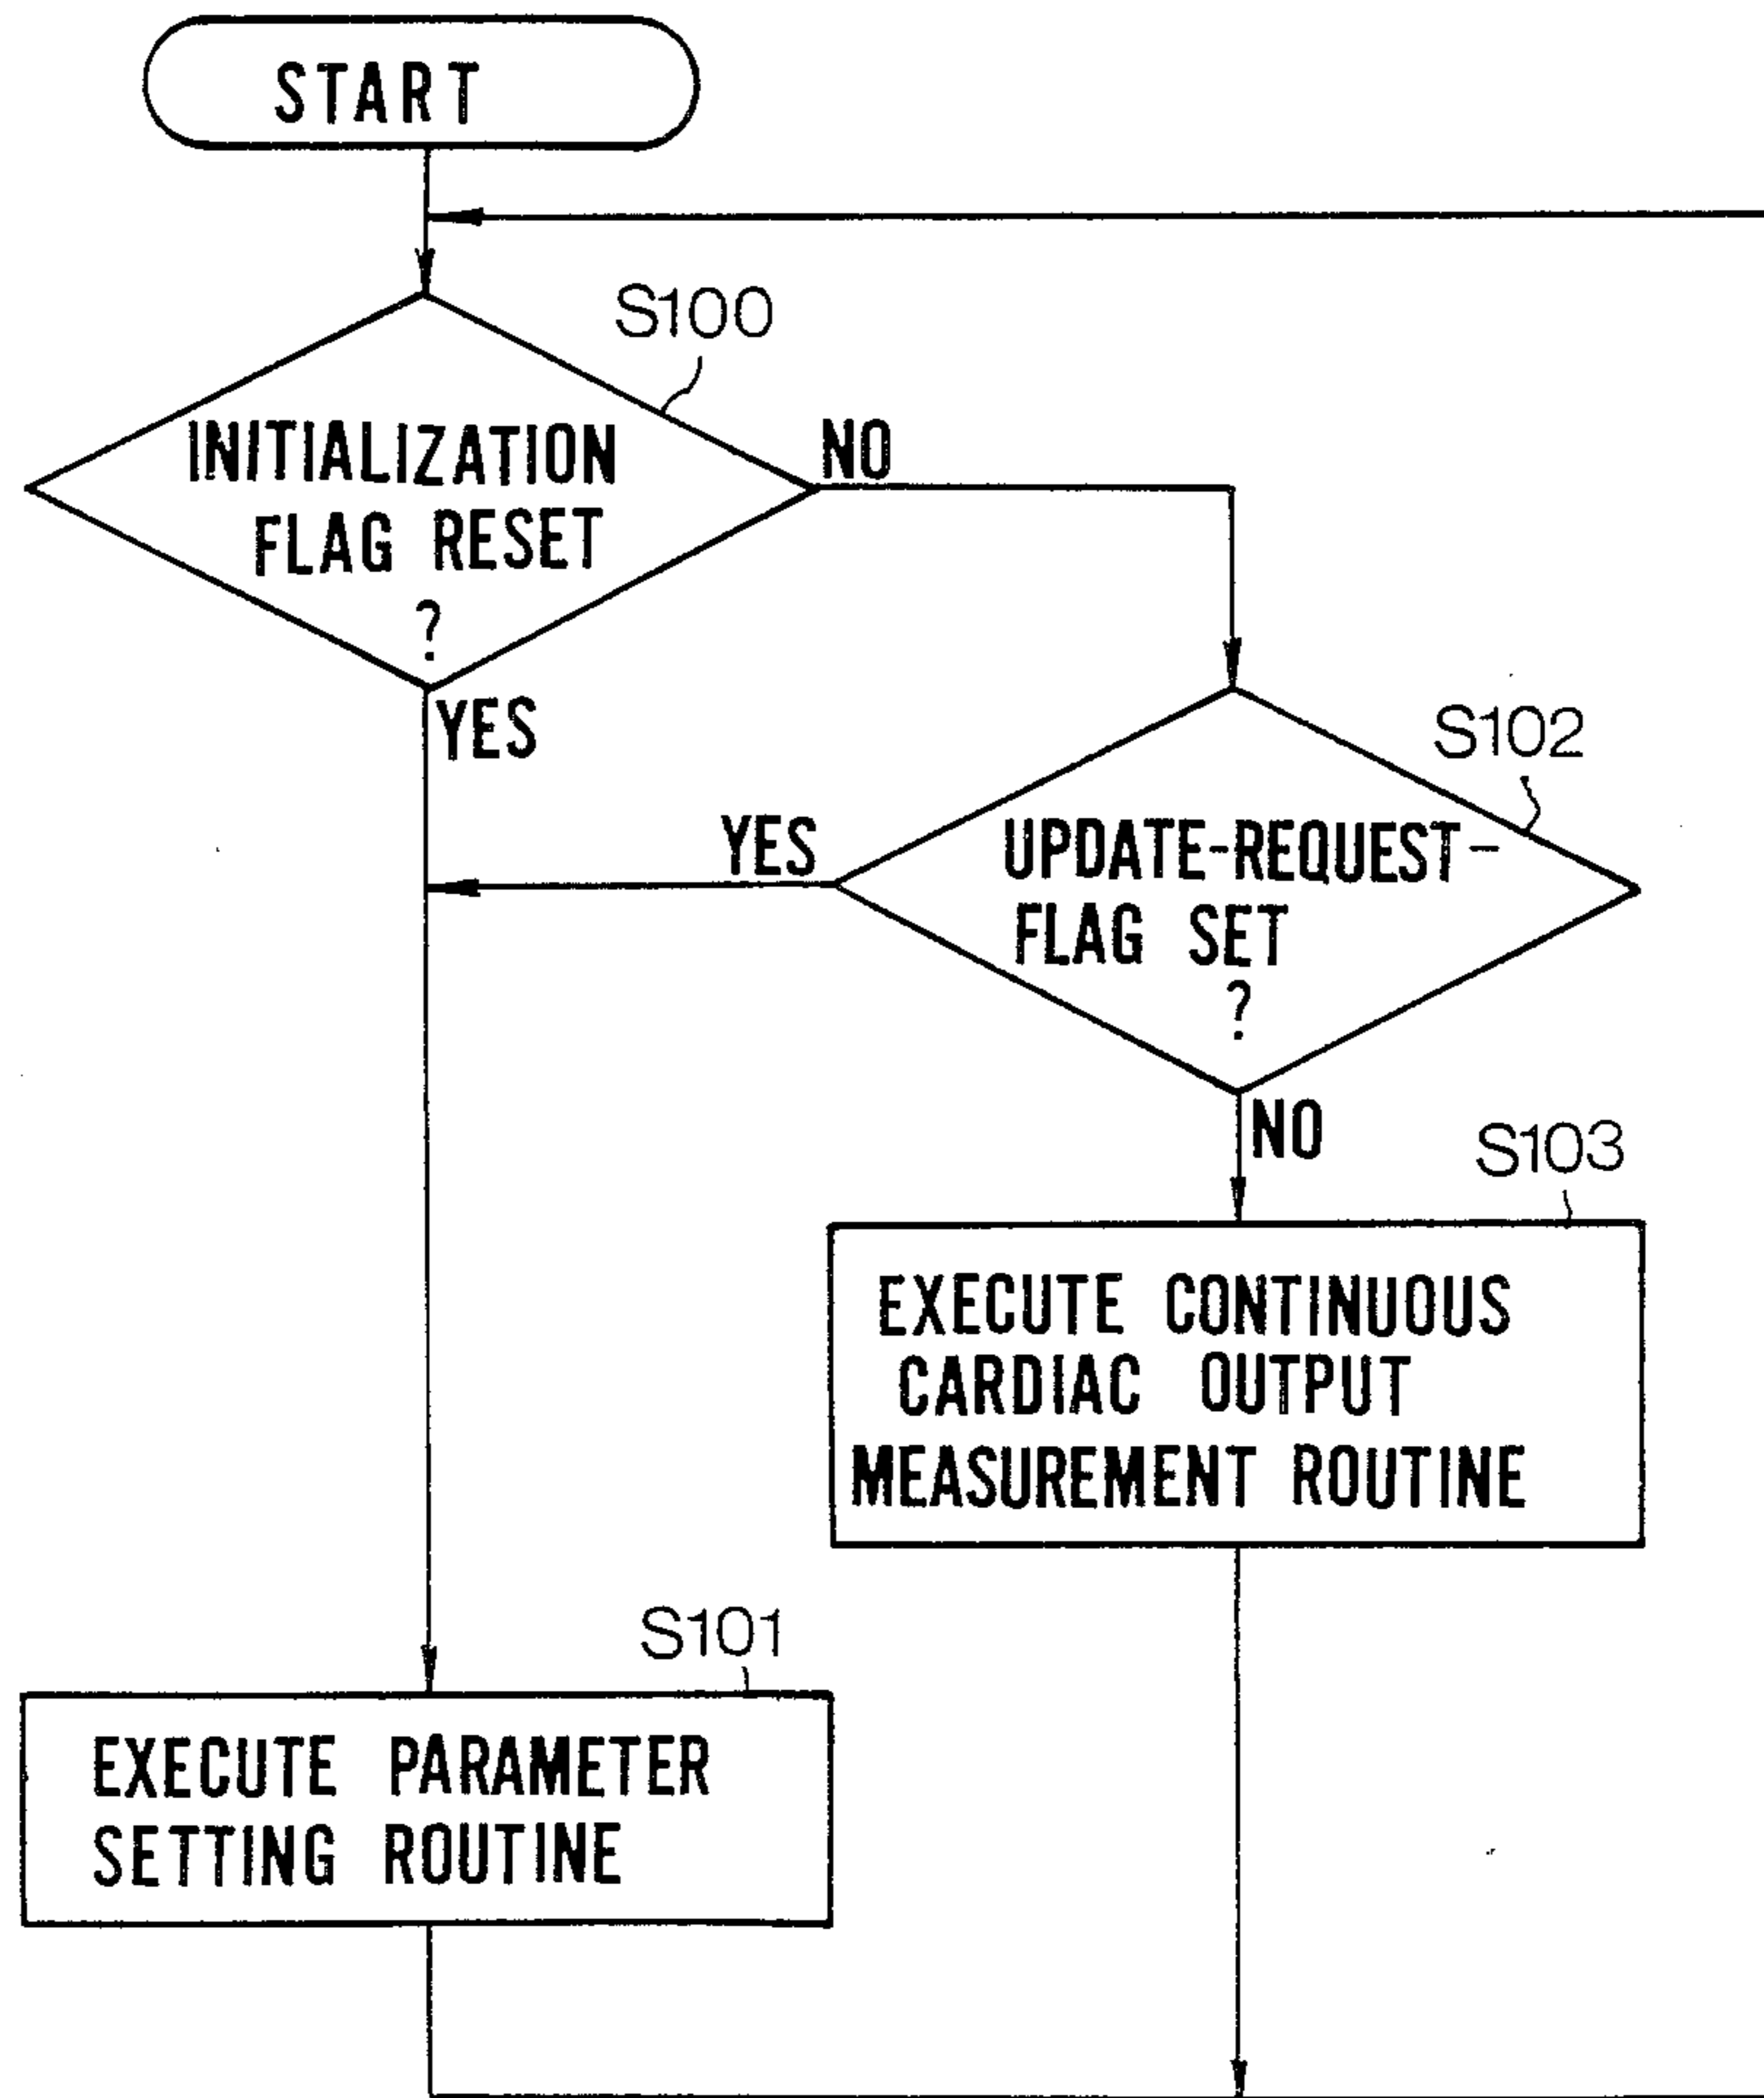 START
S100
INITIALIZATION
FLAG RESET
?
NO
YES
S102
UPDATE-REQUEST-
FLAG SET
?
YES
NO
S103
EXECUTE CONTINUOUS
CARDIAC OUTPUT
MEASUREMENT ROUTINE
S101
EXECUTE PARAMETER
SETTING ROUTINE